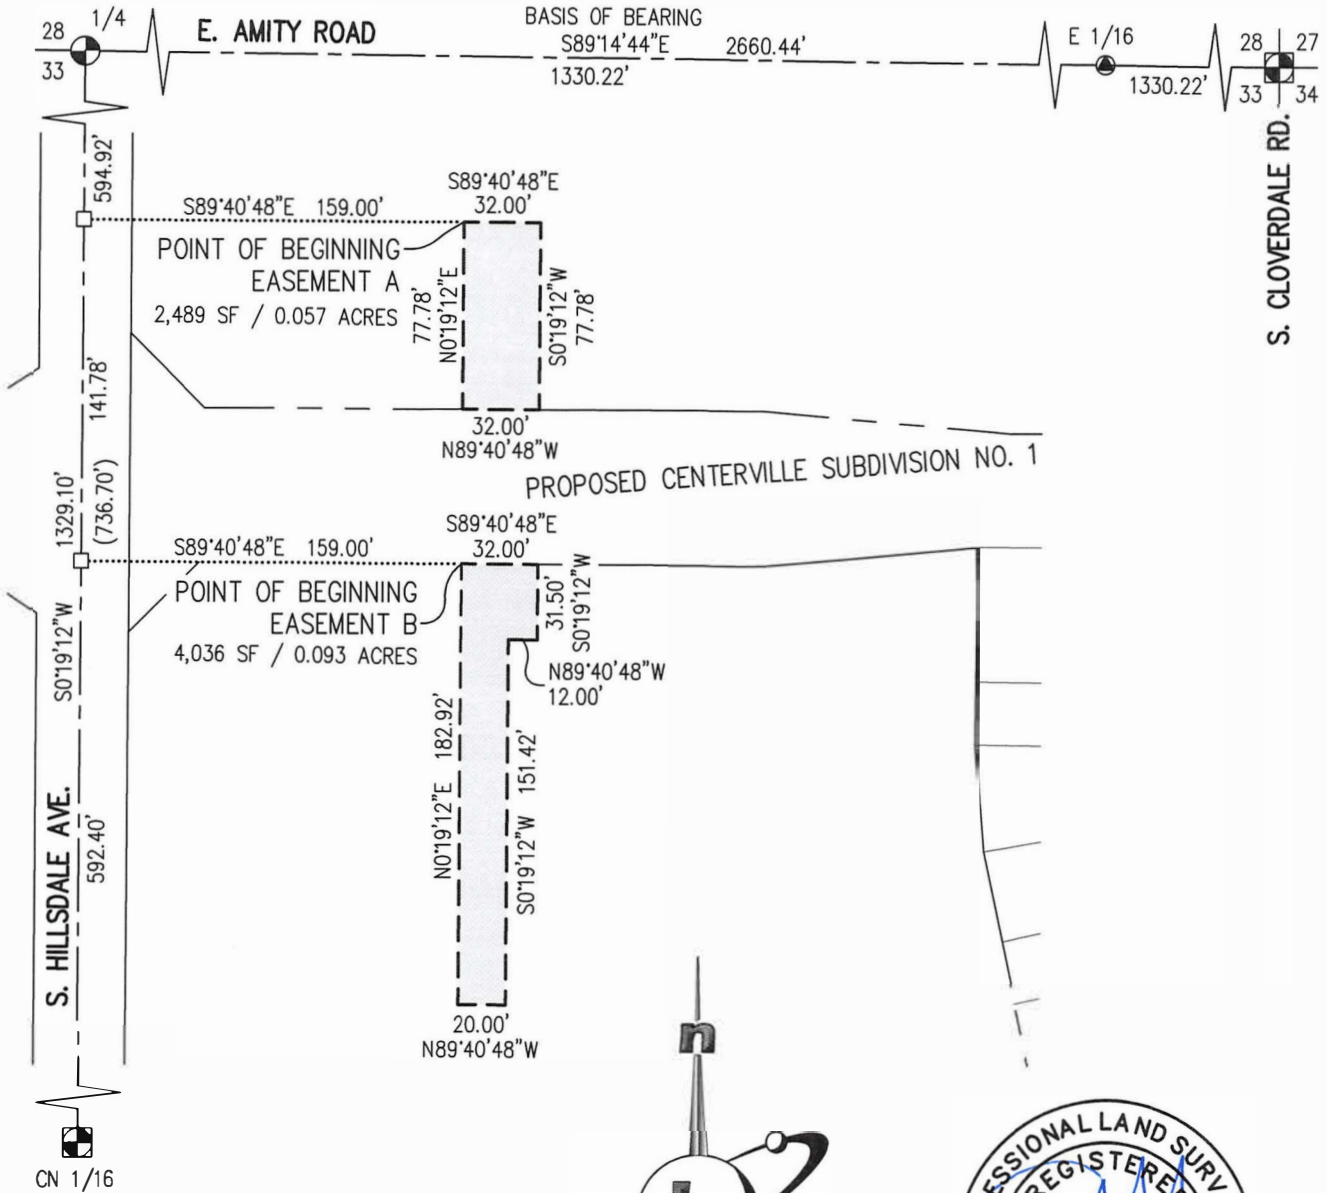 28 1/4
33
E. AMITY ROAD
BASIS OF BEARING
S89°14'44"E 2660.44'
1330.22'
E 1/16
1330.22'
28 27
33 34
S. CLOVERDALE RD.
594.92'
S89°40'48"E 159.00'
S89°40'48"E
32.00'
POINT OF BEGINNING
EASEMENT A
2,489 SF / 0.057 ACRES
N0°19'12"E
77.78'
S0°19'12"W
77.78'
141.78'
32.00'
N89°40'48"W
PROPOSED CENTERVILLE SUBDIVISION NO. 1
1329.10'
(736.70')
S0°19'12"W
S89°40'48"E 159.00'
S89°40'48"E
32.00'
POINT OF BEGINNING
EASEMENT B
4,036 SF / 0.093 ACRES
31.50'
S0°19'12"W
N89°40'48"W
12.00'
N0°19'12"E 182.92'
S0°19'12"W 151.42'
S. HILLSDALE AVE.
592.40'
20.00'
N89°40'48"W
n
CN 1/16
ESSIONAL LAND SURV
REGISTERE